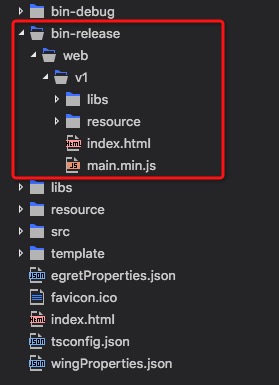 bin-debug
bin-release
web
v1
libs
resource
index.html
main.min.js
libs
resource
src
template
egretProperties.json
favicon.ico
index.html
tsconfig.json
wingProperties.json